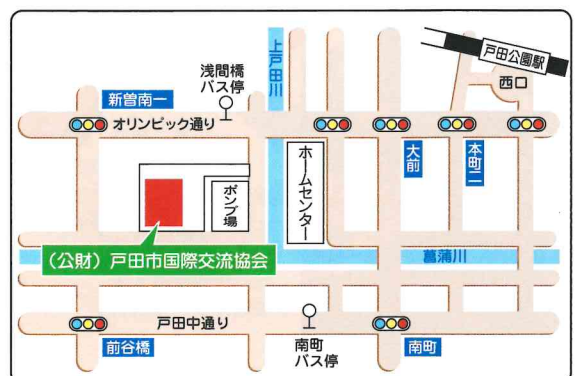 上戸田川
戸田公園駅
西口
浅間橋
バス停
新曽南一
オリンピック通り
大前
本町二
ホームセンター
ポンプ場
(公財)戸田市国際交流協会
菖蒲川
戸田中通り
前谷橋
南町
バス停
南町